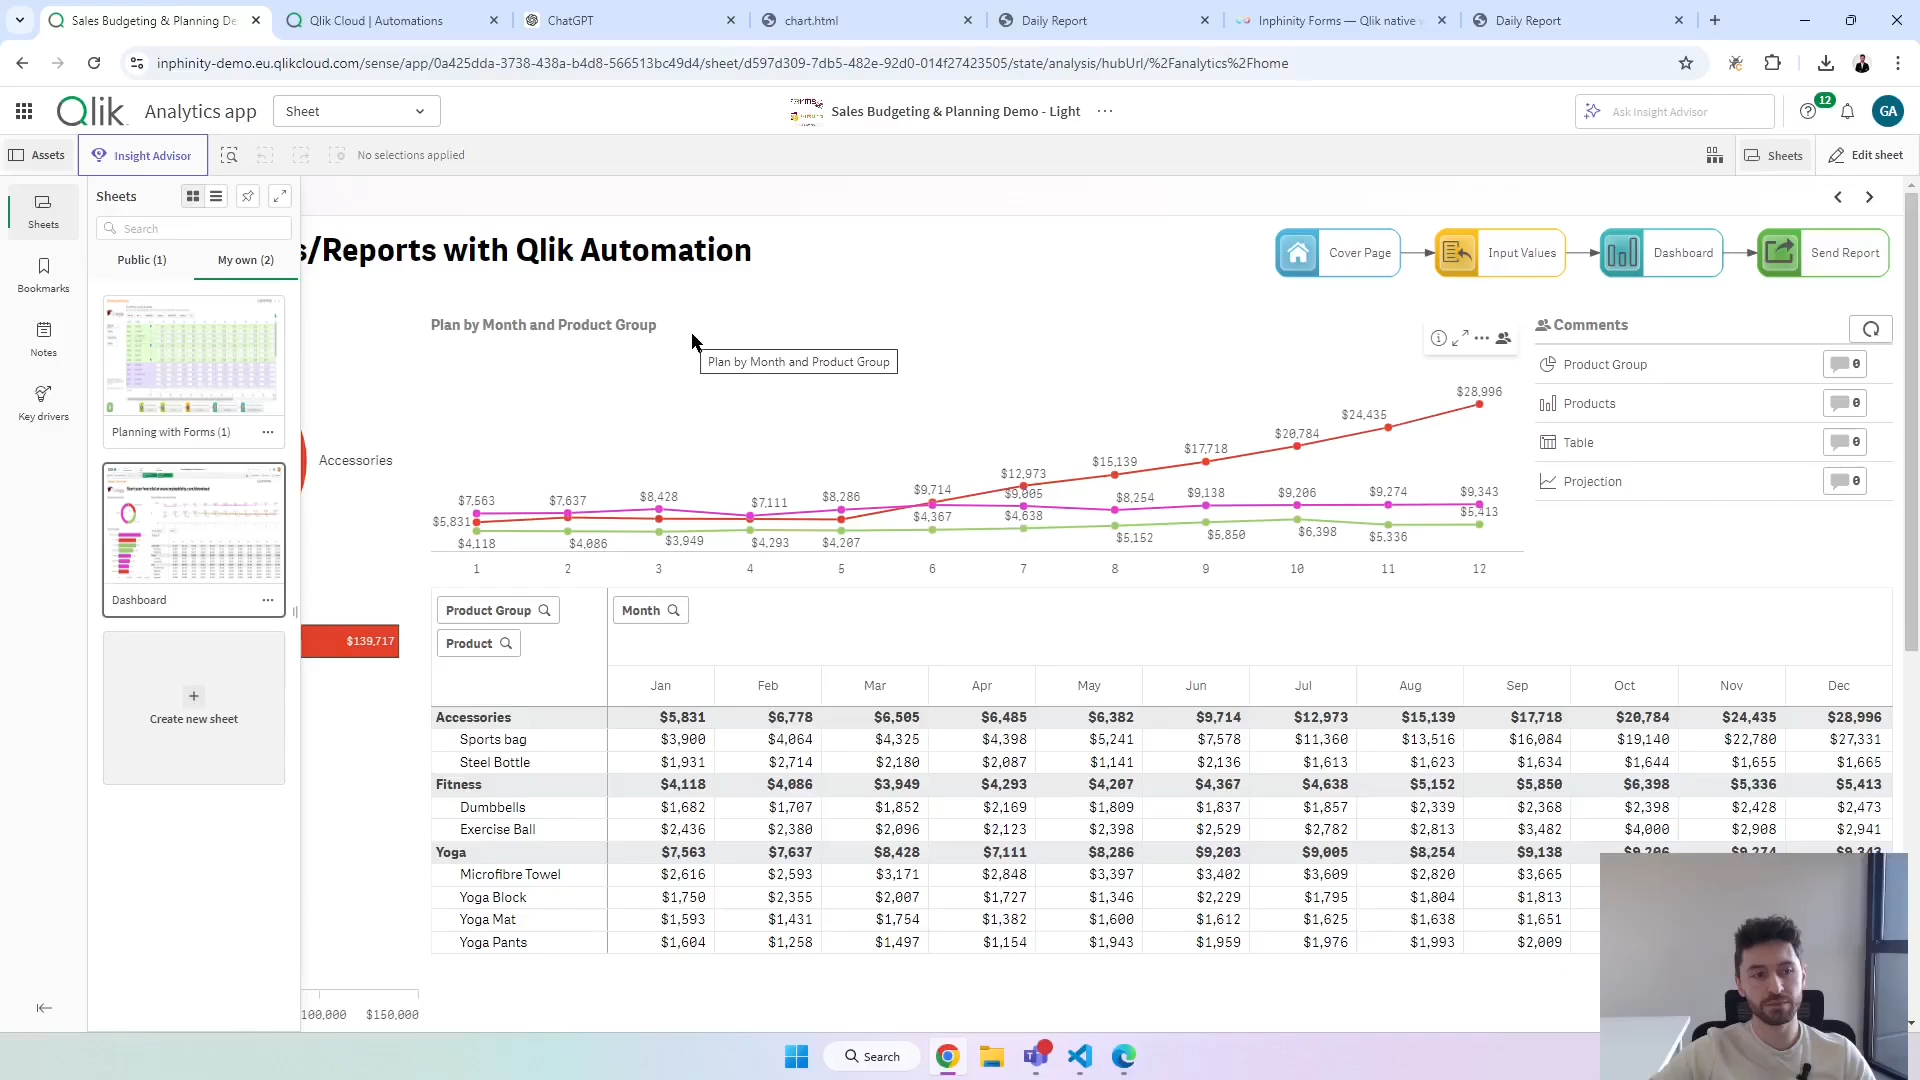 Sales Budgeting & Planning De
Qlik Cloud | Automations
ChatGPT
chart.html
Daily Report
Inphinity Forms — Qlik native v
Daily Report
inphinity-demo.eu.qlikcloud.com/sense/app/0a425dda-3738-438a-b4d8-566513bc49d4/sheet/d597d309-7db5-482e-92d0-014f27423505/state/analysis/hubUrl/%2Fanalytics%2Fhome
Qlik Analytics app Sheet
Sales Budgeting & Planning Demo - Light
Ask Insight Advisor
12
GA
Assets
Insight Advisor
No selections applied
Sheets
Edit sheet
Sheets
Bookmarks
Notes
Key drivers
Sheets
Search
Public (1) My own (2)
Planning with Forms (1)
Dashboard
Create new sheet
s/Reports with Qlik Automation
Cover Page
Input Values
Dashboard
Send Report
Accessories
$139,717
100,000 $150,000
Plan by Month and Product Group
Plan by Month and Product Group
$28,996
$24,435
$20,784
$17,718
$15,139
$12,973
$9,714
$7,563 $7,637 $8,428 $7,111 $8,286 $9,005 $8,254 $9,138 $9,206 $9,274 $9,343
$5,831
$4,118 $4,086 $3,949 $4,293 $4,207 $4,367 $4,638 $5,152 $5,850 $6,398 $5,336 $5,413
1 2 3 4 5 6 7 8 9 10 11 12
Comments
Product Group 0
Products 0
Table 0
Projection 0
Product Group
Month
Product
Jan Feb Mar Apr May Jun Jul Aug Sep Oct Nov Dec
Accessories $5,831 $6,778 $6,505 $6,485 $6,382 $9,714 $12,973 $15,139 $17,718 $20,784 $24,435 $28,996
Sports bag $3,900 $4,064 $4,325 $4,398 $5,241 $7,578 $11,360 $13,516 $16,084 $19,140 $22,780 $27,331
Steel Bottle $1,931 $2,714 $2,180 $2,087 $1,141 $2,136 $1,613 $1,623 $1,634 $1,644 $1,655 $1,665
Fitness $4,118 $4,086 $3,949 $4,293 $4,207 $4,367 $4,638 $5,152 $5,850 $6,398 $5,336 $5,413
Dumbbells $1,682 $1,707 $1,852 $2,169 $1,809 $1,837 $1,857 $2,339 $2,368 $2,398 $2,428 $2,473
Exercise Ball $2,436 $2,380 $2,096 $2,123 $2,398 $2,529 $2,782 $2,813 $3,482 $4,000 $2,908 $2,941
Yoga $7,563 $7,637 $8,428 $7,111 $8,286 $9,203 $9,005 $8,254 $9,138 $9,206 $9,274 $9,343
Microfibre Towel $2,616 $2,593 $3,171 $2,848 $3,397 $3,402 $3,609 $2,820 $3,665
Yoga Block $1,750 $2,355 $2,007 $1,727 $1,346 $2,229 $1,795 $1,804 $1,813
Yoga Mat $1,593 $1,431 $1,754 $1,382 $1,600 $1,612 $1,625 $1,638 $1,651
Yoga Pants $1,604 $1,258 $1,497 $1,154 $1,943 $1,959 $1,976 $1,993 $2,009
Search